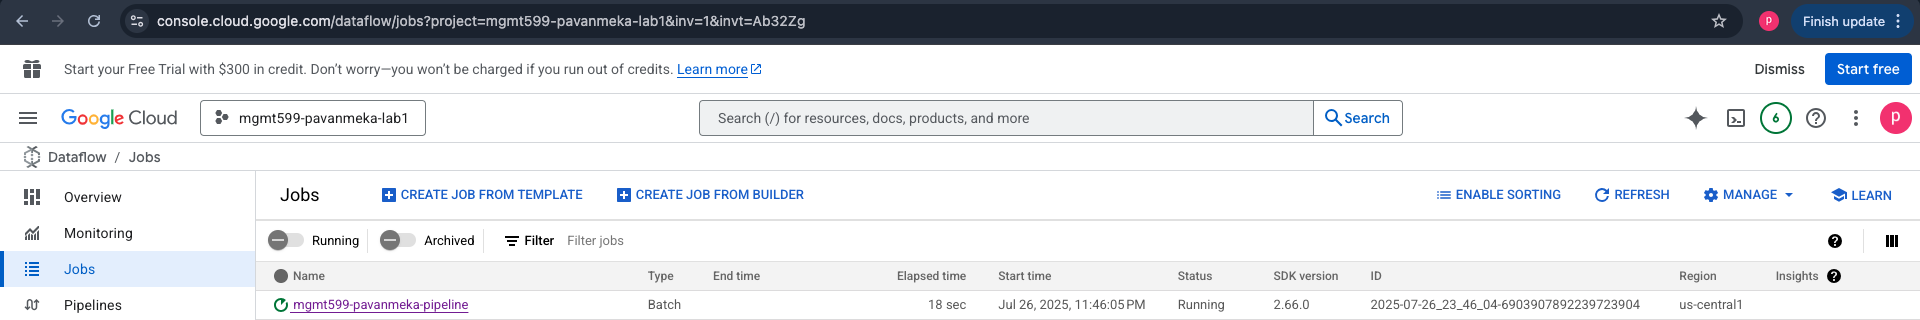 console.cloud.google.com/dataflow/jobs?project=mgmt599-pavanmeka-lab1&inv=1&invt=Ab32Zg
p
Finish update
Start your Free Trial with $300 in credit. Don’t worry—you won’t be charged if you run out of credits. Learn more
Dismiss
Start free
Google Cloud
mgmt599-pavanmeka-lab1
Search (/) for resources, docs, products, and more
Search
6
p
Dataflow / Jobs
Overview
Monitoring
Jobs
Pipelines
Jobs
CREATE JOB FROM TEMPLATE
CREATE JOB FROM BUILDER
ENABLE SORTING
REFRESH
MANAGE
LEARN
Running
Archived
Filter Filter jobs
Name Type End time Elapsed time Start time Status SDK version ID Region Insights
mgmt599-pavanmeka-pipeline Batch 18 sec Jul 26, 2025, 11:46:05 PM Running 2.66.0 2025-07-26_23_46_04-6903907892239723904 us-central1